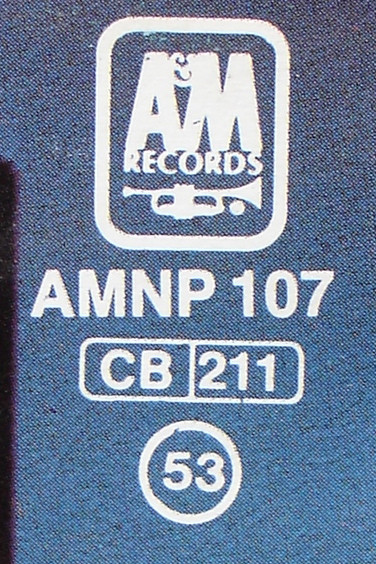 A&M
RECORDS
AMNP 107
CB 211
53